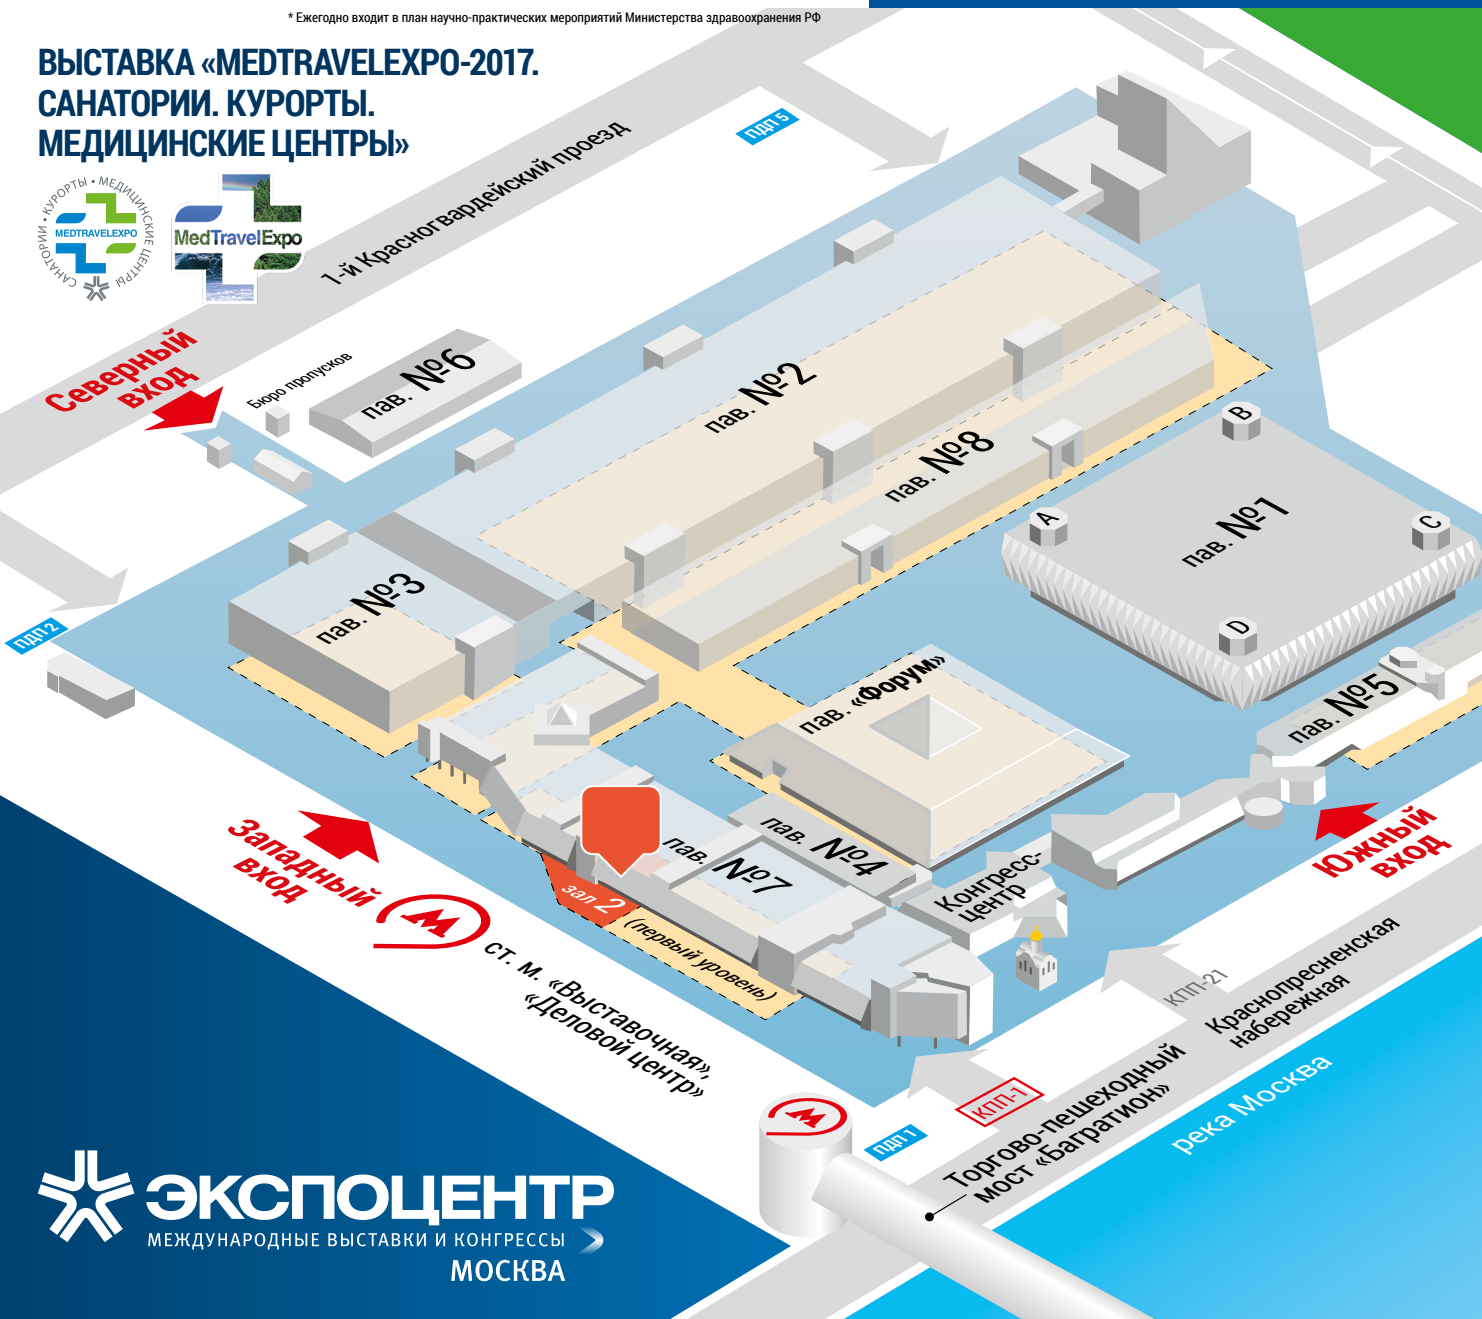 * Ежегодно входит в план научно-практических мероприятий Министерства здравоохранения РФ
ВЫСТАВКА «MEDTRAVELEXPO-2017.
САНАТОРИИ. КУРОРТЫ.
МЕДИЦИНСКИЕ ЦЕНТРЫ»
САНАТОРИИ • КУРОРТЫ • МЕДИЦИНСКИЕ ЦЕНТРЫ
MEDTRAVELEXPO
MedTravelExpo
1-й Красногвардейский проезд
ПДП 5
Северный
вход
Бюро пропусков
пав. №6
пав. №2
пав. №8
пав. №1
A
B
C
D
пав. №3
ПДП 2
пав. «Форум»
пав. №5
Южный
вход
Западный
вход
пав. №7
пав. №4
Конгресс-
центр
зал 2
(первый уровень)
ст. м. «Выставочная»,
«Деловой центр»
КПП-21
Краснопресненская
набережная
КПП-1
ПДП 1
Торгово-пешеходный
мост «Багратион»
река Москва
ЭКСПОЦЕНТР
МЕЖДУНАРОДНЫЕ ВЫСТАВКИ И КОНГРЕССЫ
МОСКВА